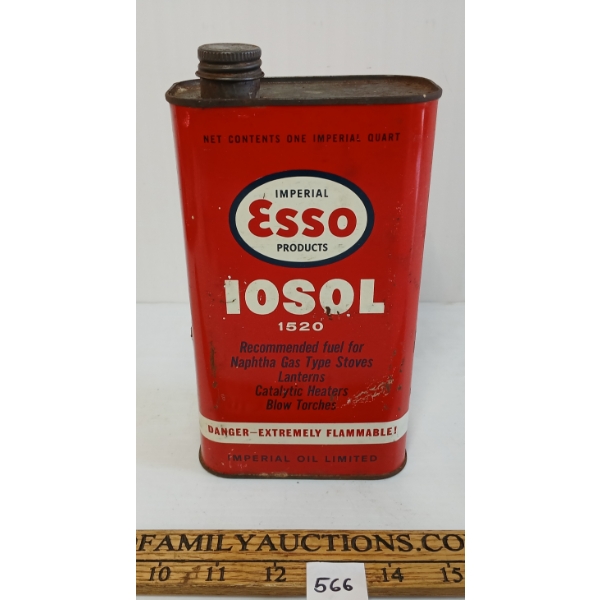 NET CONTENTS ONE IMPERIAL QUART
IMPERIAL
Esso
PRODUCTS
IOSOL
1520
Recommended fuel for
Naphtha Gas Type Stoves
Lanterns
Catalytic Heaters
Blow Torches
DANGER—EXTREMELY FLAMMABLE!
IMPERIAL OIL LIMITED
FAMILYAUCTIONS.CO
10 11 12 14 15
566